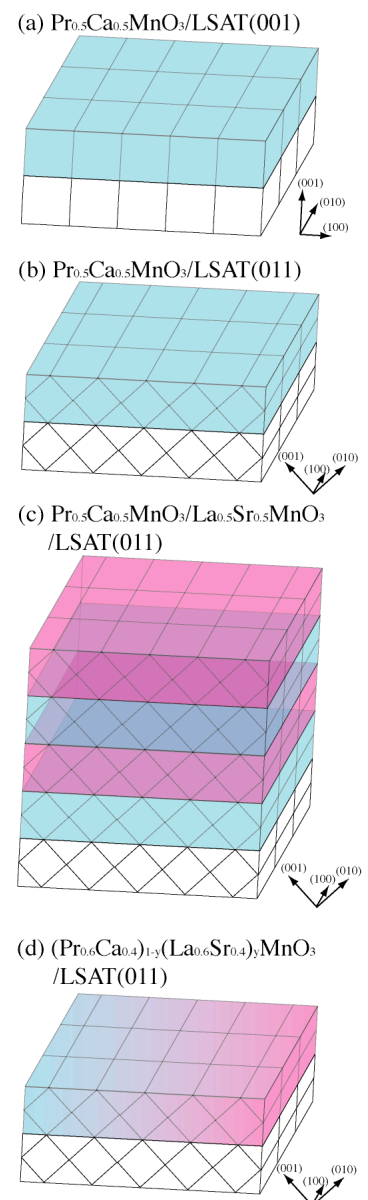 (a) Pr₀.₅Ca₀.₅MnO₃/LSAT(001)
(001)
(010)
(100)
(b) Pr₀.₅Ca₀.₅MnO₃/LSAT(011)
(001)
(100)
(010)
(c) Pr₀.₅Ca₀.₅MnO₃/La₀.₅Sr₀.₅MnO₃
/LSAT(011)
(001)
(100)
(010)
(d) (Pr₀.₆Ca₀.₄)₁₋y(La₀.₆Sr₀.₄)yMnO₃
/LSAT(011)
(001)
(100)
(010)